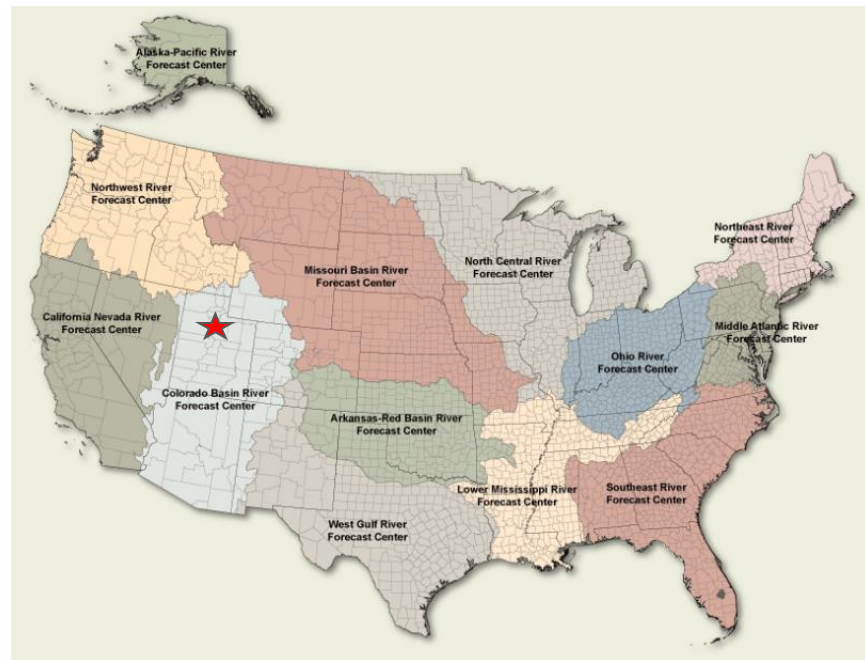 Alaska-Pacific River
Forecast Center
Northwest River
Forecast Center
Missouri Basin River
Forecast Center
North Central River
Forecast Center
Northeast River
Forecast Center
California Nevada River
Forecast Center
Middle Atlantic River
Forecast Center
Ohio River
Forecast Center
Colorado Basin River
Forecast Center
Arkansas-Red Basin River
Forecast Center
Lower Mississippi River
Forecast Center
Southeast River
Forecast Center
West Gulf River
Forecast Center